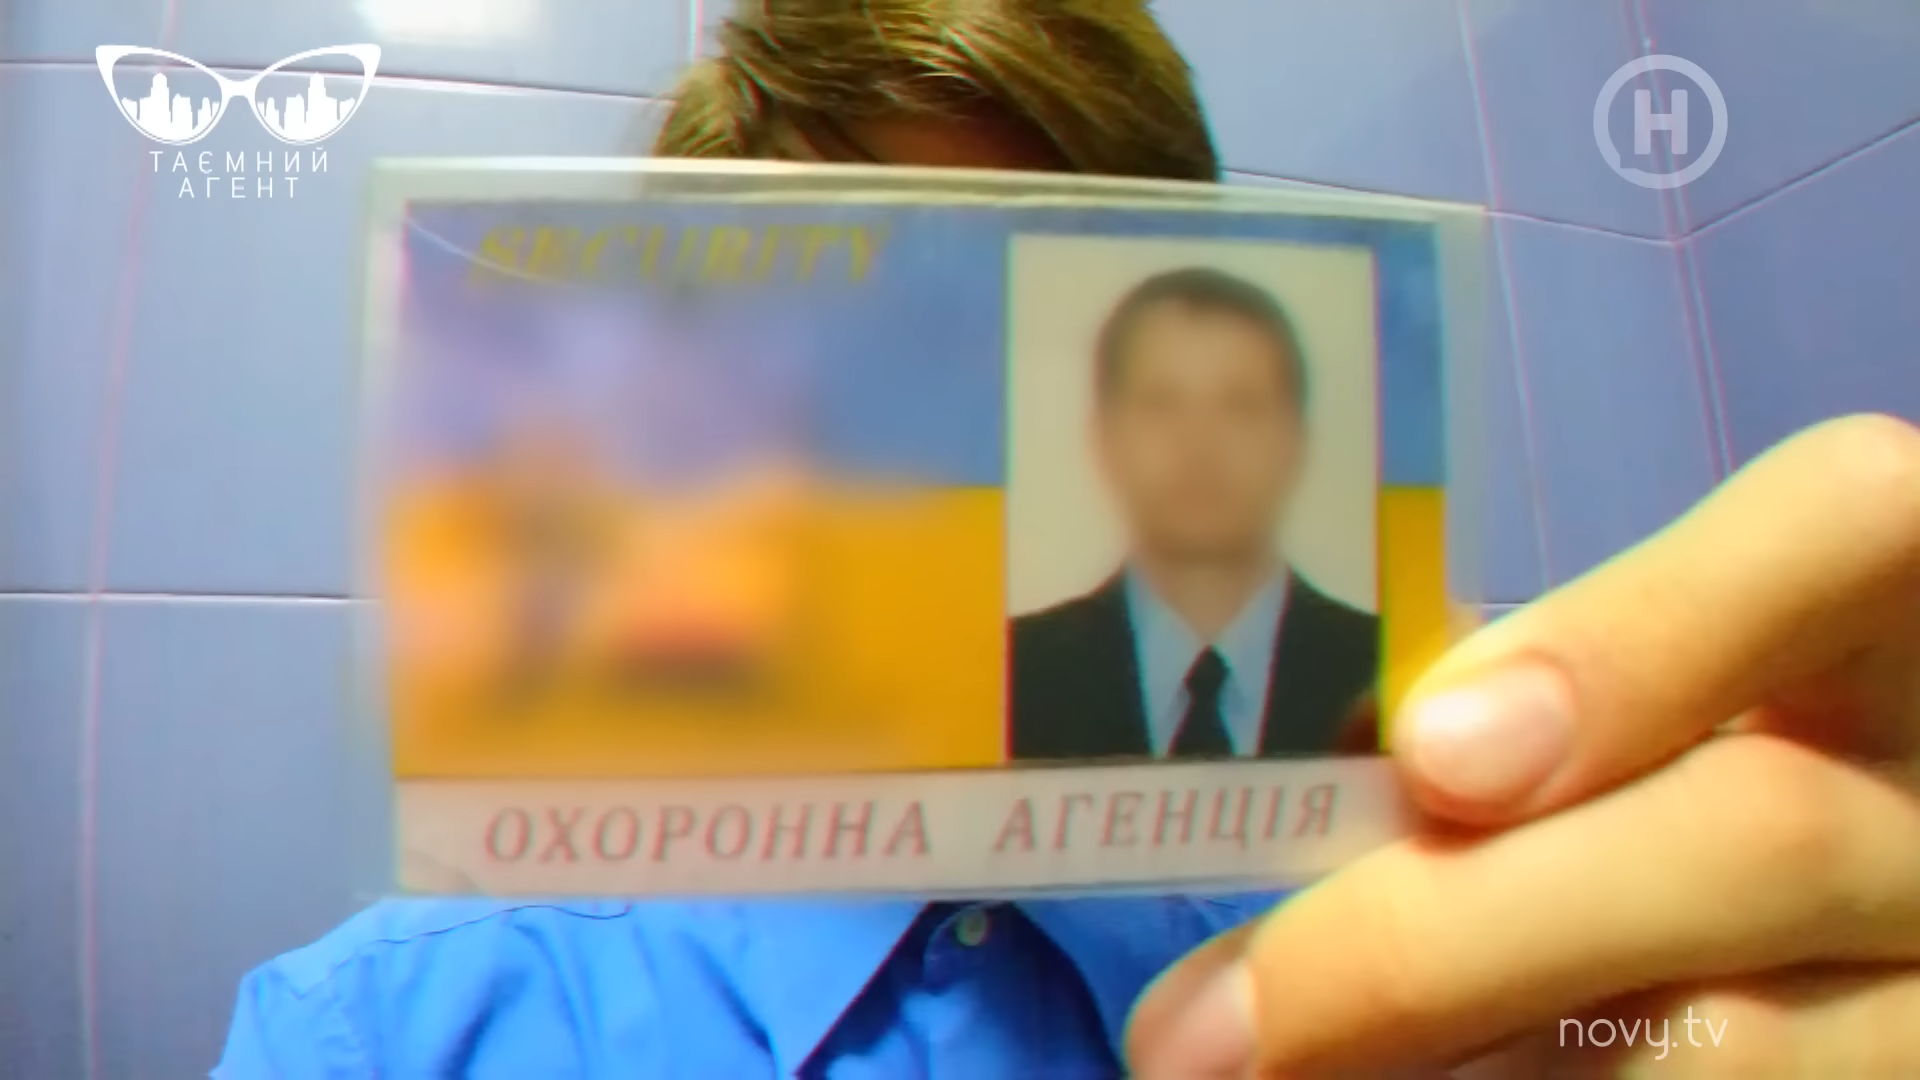 ТАЄМНИЙ
АГЕНТ
Н
SECURITY
ОХОРОННА АГЕНЦІЯ
novy.tv